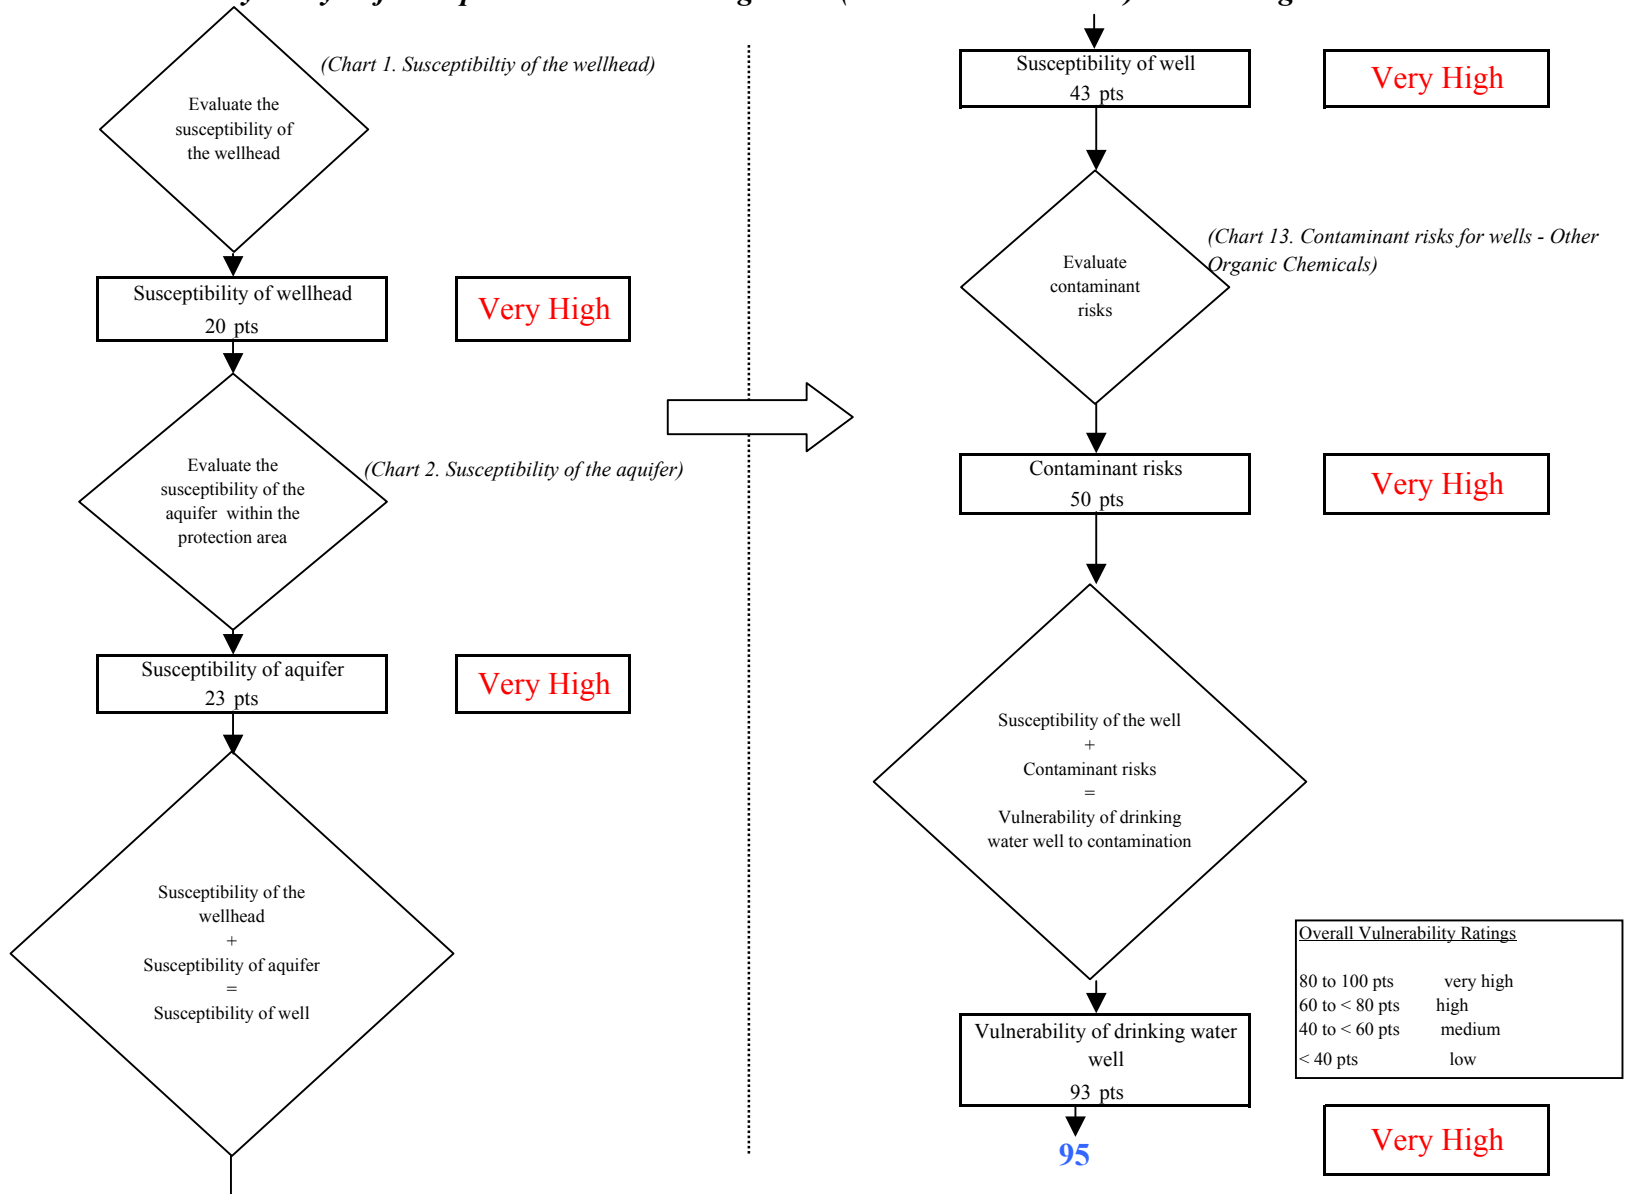 (Chart 1. Susceptibiltiy of the wellhead)
Evaluate the
susceptibility of
the wellhead
Susceptibility of wellhead
20 pts
Very High
(Chart 2. Susceptibility of the aquifer)
Evaluate the
susceptibility of the
aquifer within the
protection area
Susceptibility of aquifer
23 pts
Very High
Susceptibility of the
wellhead
+
Susceptibility of aquifer
=
Susceptibility of well
Susceptibility of well
43 pts
Very High
(Chart 13. Contaminant risks for wells - Other
Organic Chemicals)
Evaluate
contaminant
risks
Contaminant risks
50 pts
Very High
Susceptibility of the well
+
Contaminant risks
=
Vulnerability of drinking
water well to contamination
Vulnerability of drinking water
well
93 pts
95
Overall Vulnerability Ratings
80 to 100 pts very high
60 to < 80 pts high
40 to < 60 pts medium
< 40 pts low
Very High